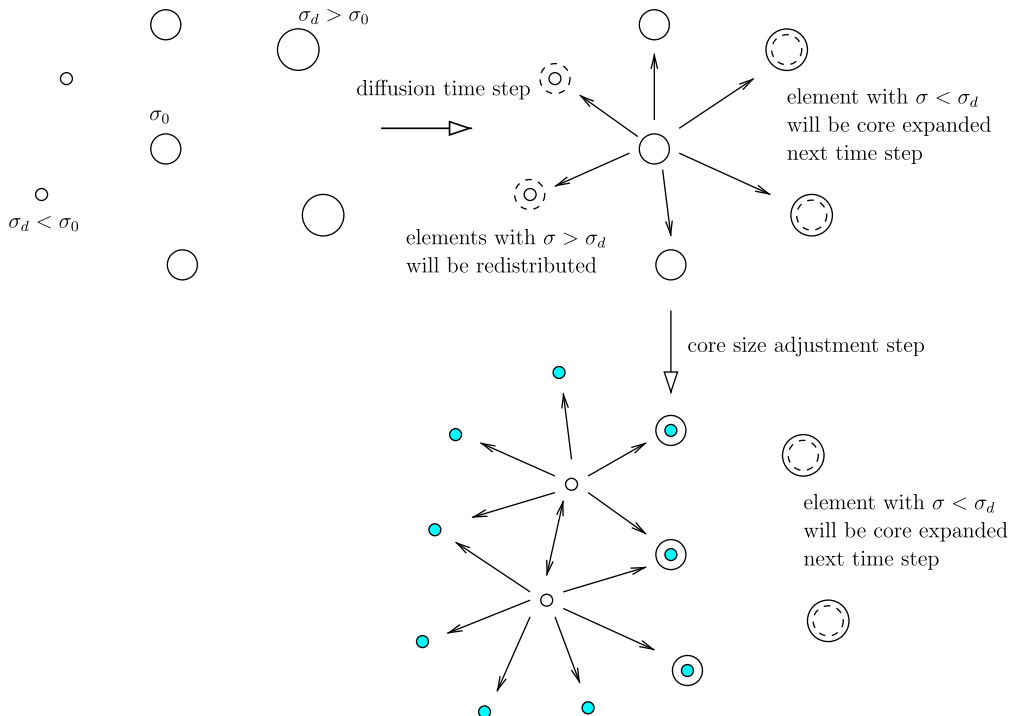 σ_d > σ_0
σ_0
σ_d < σ_0
diffusion time step
element with σ < σ_d
will be core expanded
next time step
elements with σ > σ_d
will be redistributed
core size adjustment step
element with σ < σ_d
will be core expanded
next time step